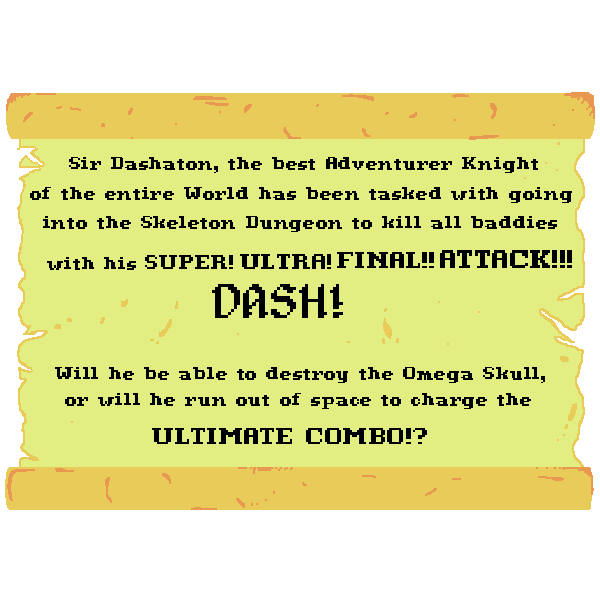 Sir Dashaton, the best Adventurer Knight
of the entire World has been tasked with going
into the Skeleton Dungeon to kill all baddies
with his SUPER! ULTRA! FINAL!! ATTACK!!!
DASH!
Will he be able to destroy the Omega Skull,
or will he run out of space to charge the
ULTIMATE COMBO!?